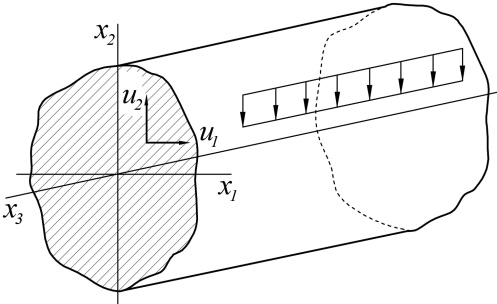 x₂
u₂
u₁
x₁
x₃